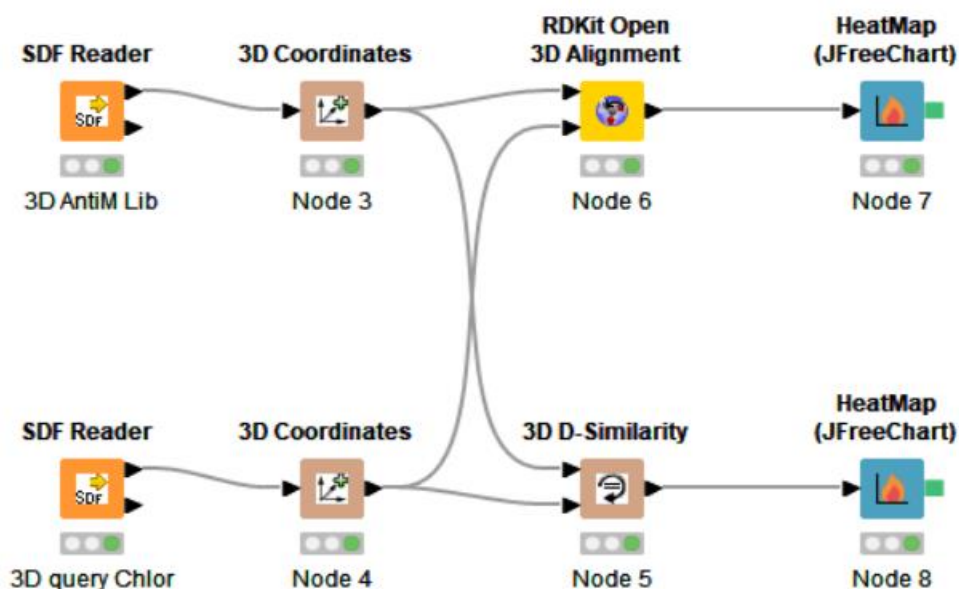 RDKit Open
HeatMap
SDF Reader
3D Coordinates
3D Alignment
(JFreeChart)
SDF
3D AntiM Lib
Node 3
Node 6
Node 7
HeatMap
SDF Reader
3D Coordinates
3D D-Similarity
(JFreeChart)
SDF
3D query Chlor
Node 4
Node 5
Node 8